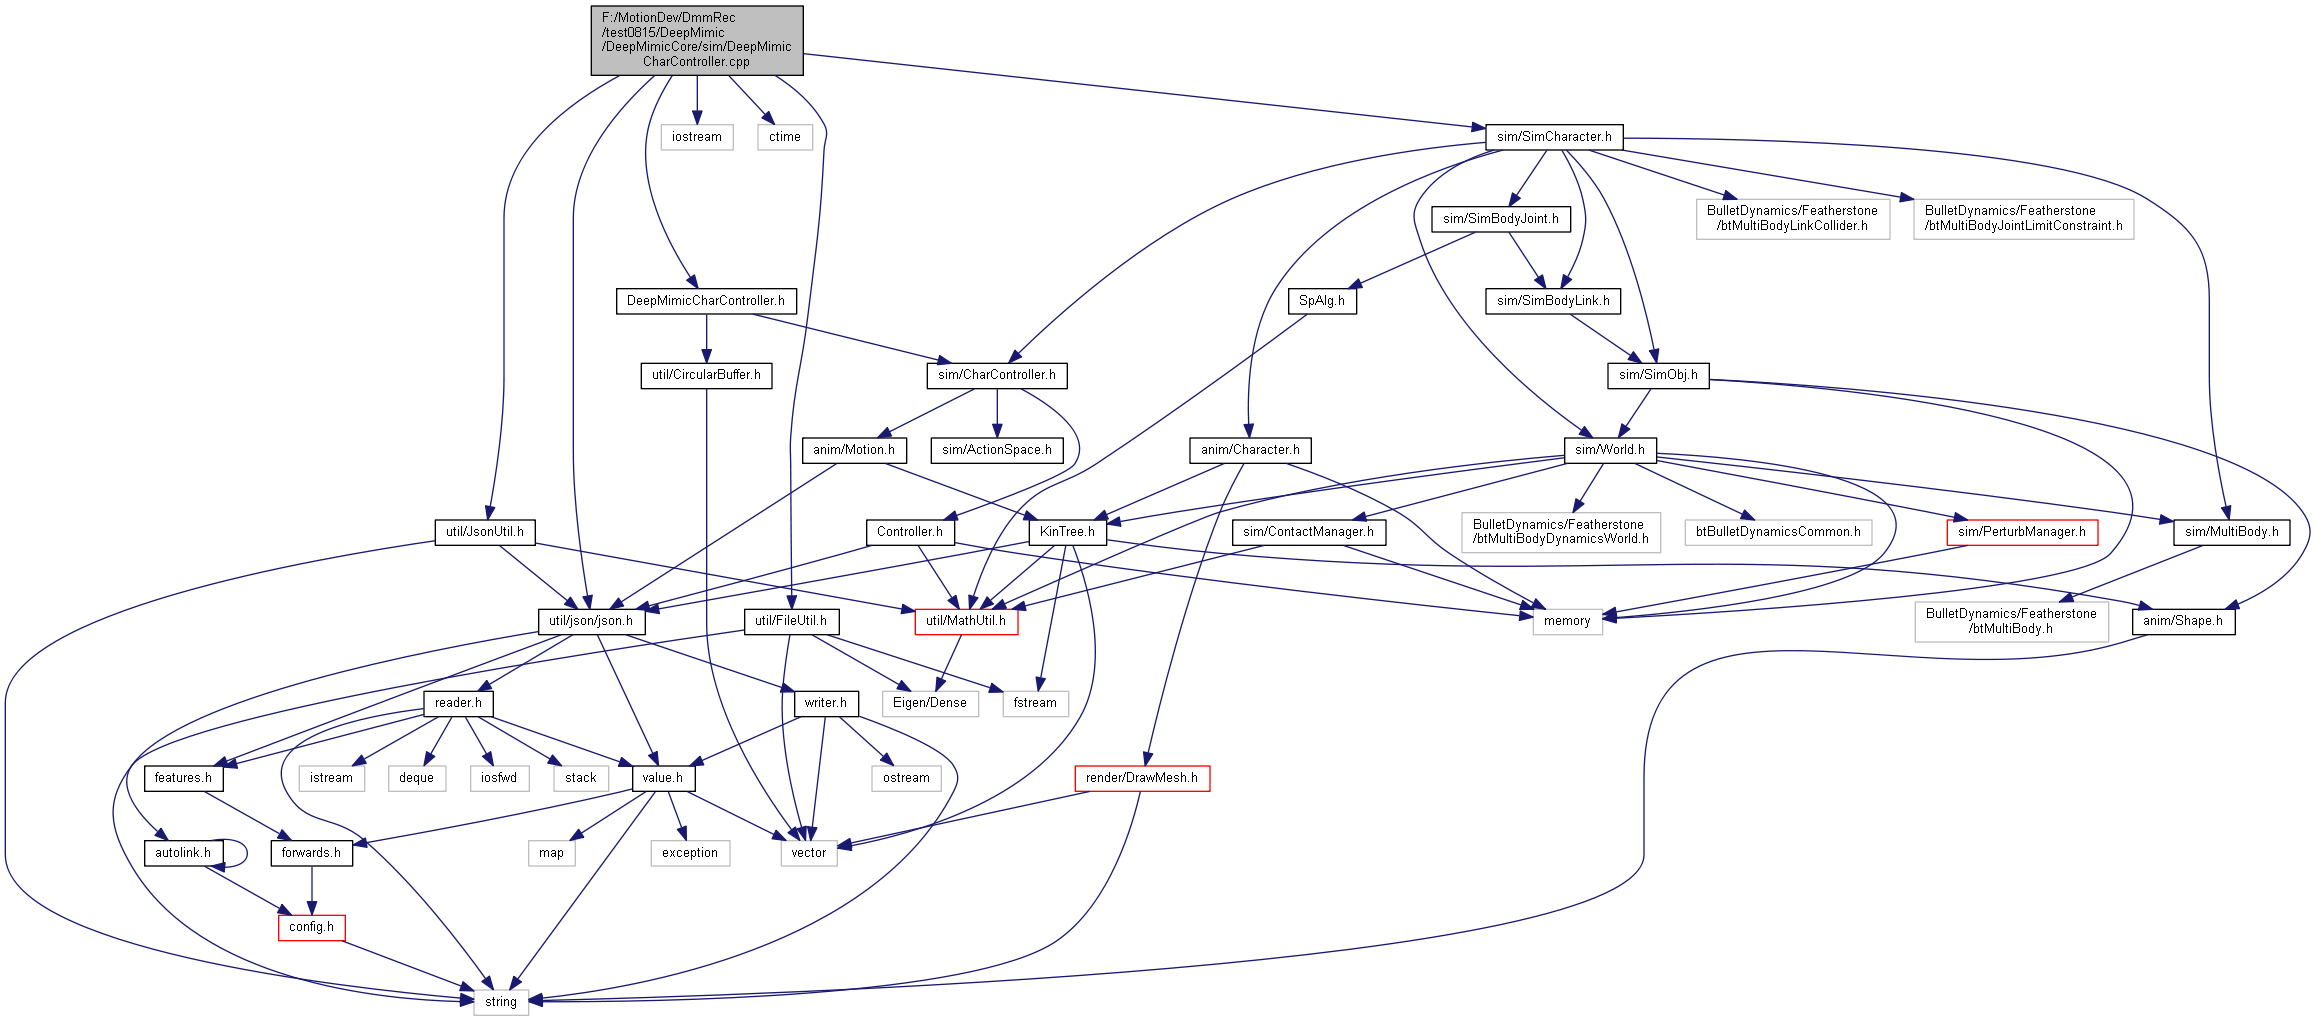 F:/MotionDev/DmmRec
/test0815/DeepMimic
/DeepMimicCore/sim/DeepMimic
CharController.cpp
iostream
ctime
sim/SimCharacter.h
sim/SimBodyJoint.h
BulletDynamics/Featherstone
/btMultiBodyLinkCollider.h
BulletDynamics/Featherstone
/btMultiBodyJointLimitConstraint.h
DeepMimicCharController.h
SpAlg.h
sim/SimBodyLink.h
util/CircularBuffer.h
sim/CharController.h
sim/SimObj.h
anim/Motion.h
sim/ActionSpace.h
anim/Character.h
sim/World.h
util/JsonUtil.h
Controller.h
KinTree.h
sim/ContactManager.h
BulletDynamics/Featherstone
/btMultiBodyDynamicsWorld.h
btBulletDynamicsCommon.h
sim/PerturbManager.h
sim/MultiBody.h
util/json/json.h
util/FileUtil.h
util/MathUtil.h
memory
BulletDynamics/Featherstone
/btMultiBody.h
anim/Shape.h
reader.h
writer.h
Eigen/Dense
fstream
features.h
istream
deque
iosfwd
stack
value.h
ostream
render/DrawMesh.h
autolink.h
forwards.h
map
exception
vector
config.h
string